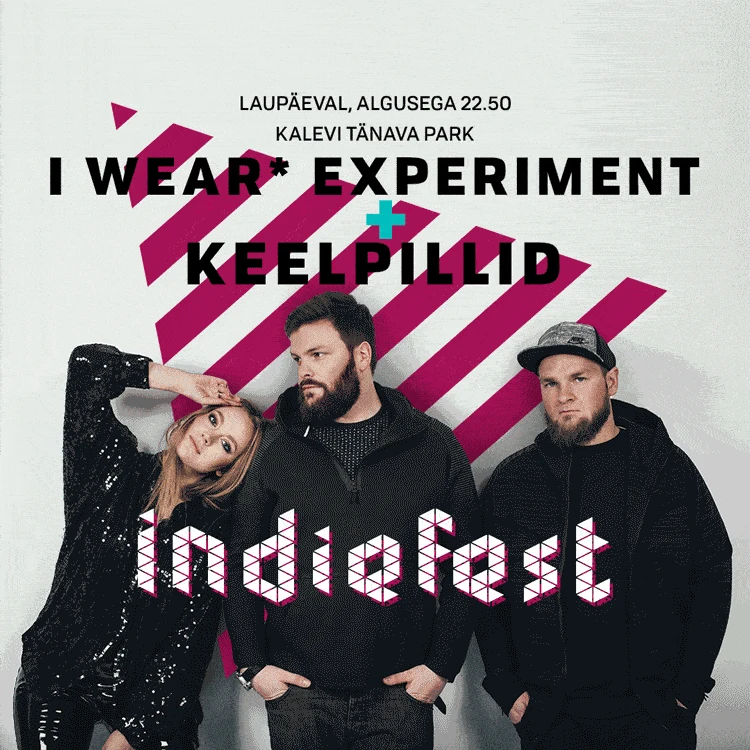 LAUPÄEVAL, ALGUSEGA 22.50
KALEVI TÄNAVA PARK
I WEAR* EXPERIMENT
+
KEELPILLID
indiefest